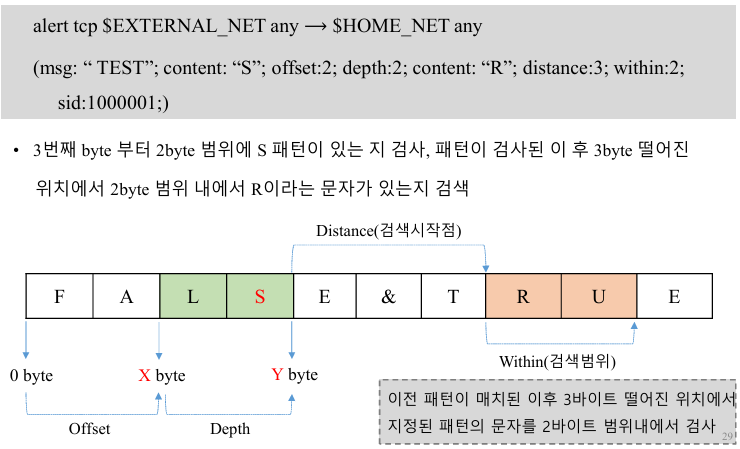 alert tcp $EXTERNAL_NET any → $HOME_NET any
(msg: “ TEST”; content: “S”; offset:2; depth:2; content: “R”; distance:3; within:2;
sid:1000001;)
• 3번째 byte 부터 2byte 범위에 S 패턴이 있는 지 검사, 패턴이 검사된 이 후 3byte 떨어진
위치에서 2byte 범위 내에서 R이라는 문자가 있는지 검색
Distance(검색시작점)
F A L S E & T R U E
Within(검색범위)
0 byte X byte Y byte
Offset Depth
이전 패턴이 매치된 이후 3바이트 떨어진 위치에서
지정된 패턴의 문자를 2바이트 범위내에서 검사
29